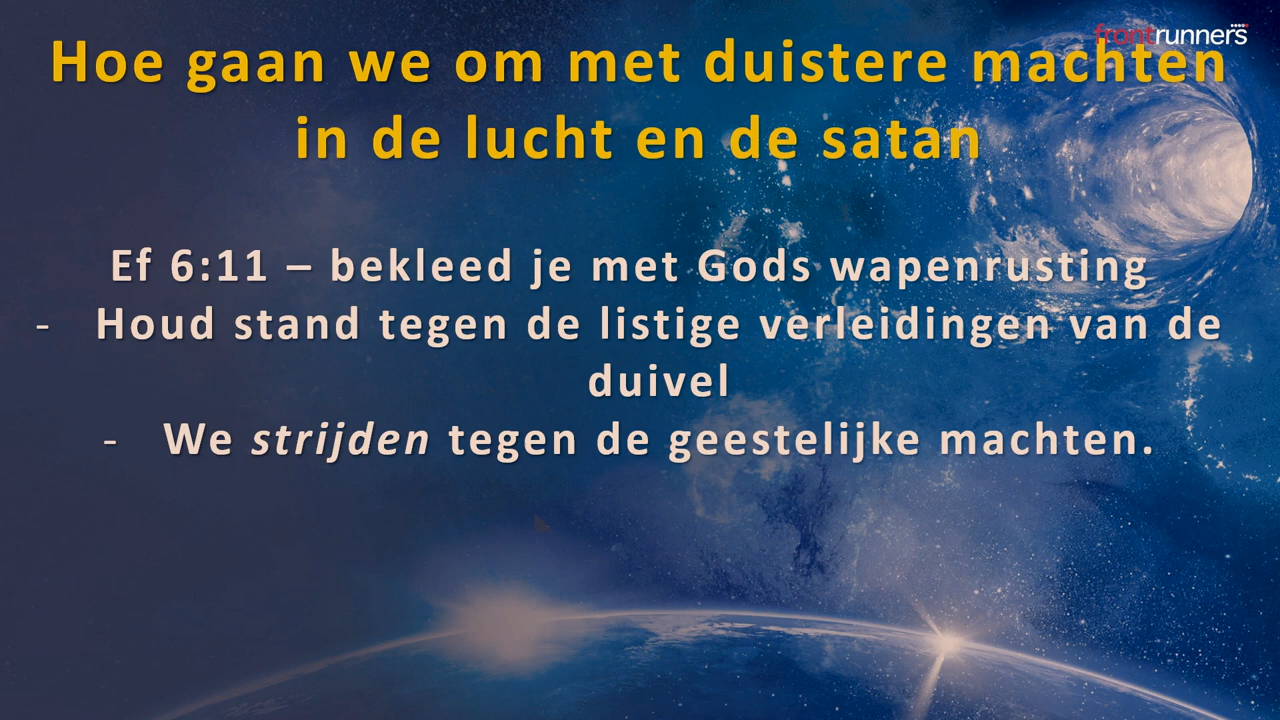 frontrunners
Hoe gaan we om met duistere machten
in de lucht en de satan
Ef 6:11 – bekleed je met Gods wapenrusting
- Houd stand tegen de listige verleidingen van de
duivel
- We strijden tegen de geestelijke machten.